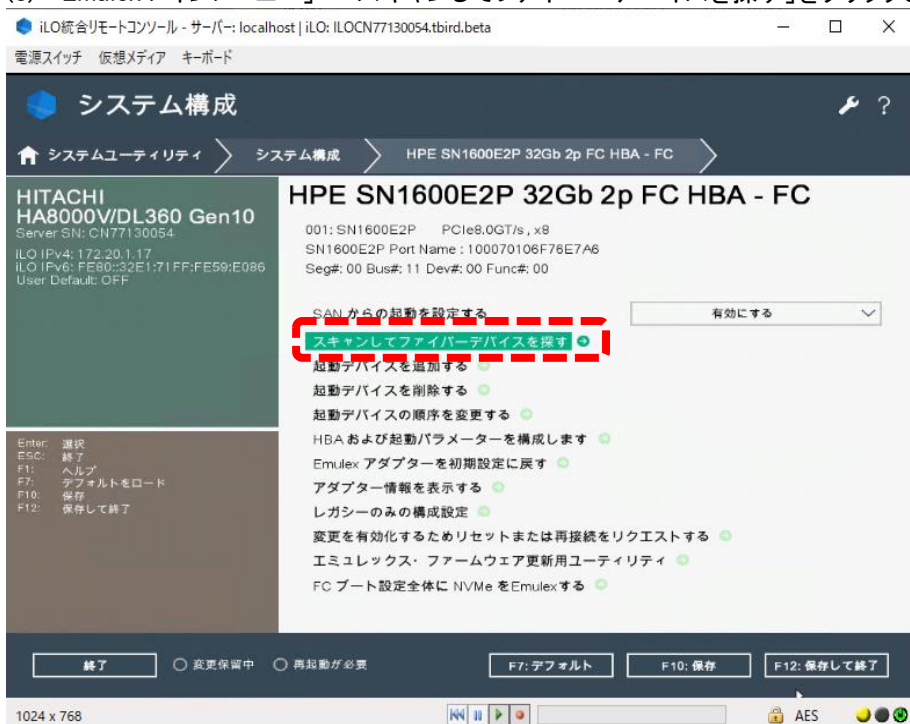 iLO統合リモートコンソール - サーバー: localhost | iLO: ILOCN77130054.tbird.beta
電源スイッチ 仮想メディア キーボード
システム構成
?
システムユーティリティ
システム構成
HPE SN1600E2P 32Gb 2p FC HBA - FC
HITACHI
HA8000V/DL360 Gen10
Server SN: CN77130054
iLO IPv4: 172.20.1.17
iLO IPv6: FE80::32E1:71FF:FE59:E086
User Default: OFF
Enter: 選択
ESC: 終了
F1: ヘルプ
F7: デフォルトをロード
F10: 保存
F12: 保存して終了
HPE SN1600E2P 32Gb 2p FC HBA - FC
001: SN1600E2P PCIe8.0GT/s , x8
SN1600E2P Port Name : 100070106F76E7A6
Seg#: 00 Bus#: 11 Dev#: 00 Func#: 00
SAN からの起動を設定する 有効にする
スキャンしてファイバーデバイスを探す
起動デバイスを追加する
起動デバイスを削除する
起動デバイスの順序を変更する
HBA および起動パラメーターを構成します
Emulex アダプターを初期設定に戻す
アダプター情報を表示する
レガシーのみの構成設定
変更を有効化するためリセットまたは再接続をリクエストする
エミュレックス・ファームウェア更新用ユーティリティ
FC ブート設定全体に NVMe をEmulexする
終了 変更保留中 再起動が必要 F7: デフォルト F10: 保存 F12: 保存して終了
1024 x 768 AES